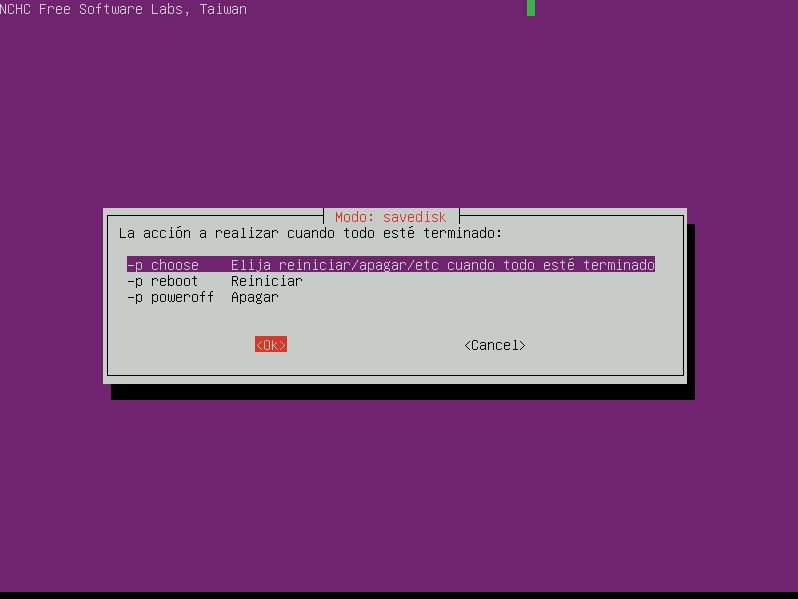 NCHC Free Software Labs, Taiwan
Modo: savedisk
La acción a realizar cuando todo esté terminado:
-p choose Elija reiniciar/apagar/etc cuando todo esté terminado
-p reboot Reiniciar
-p poweroff Apagar
<Ok> <Cancel>